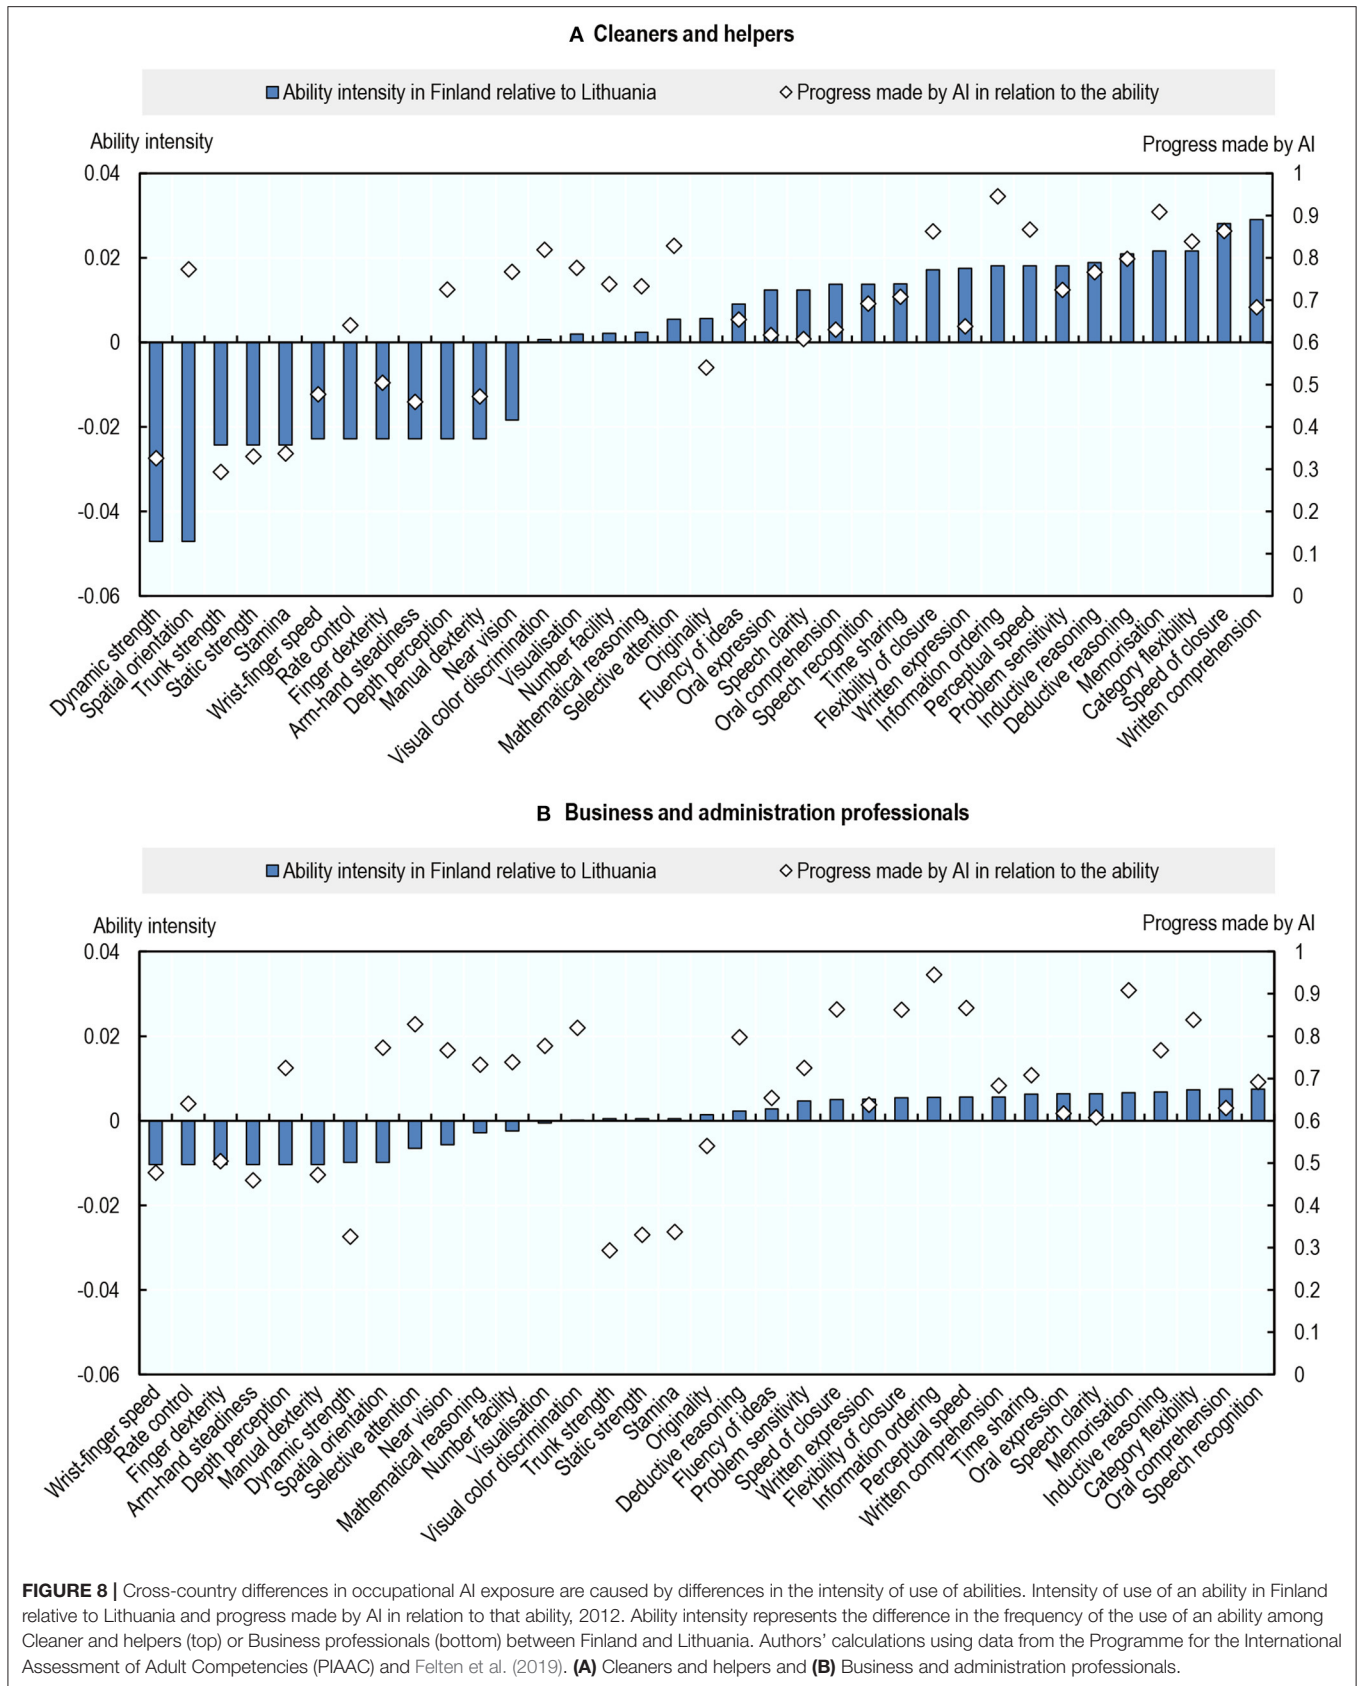 A Cleaners and helpers
Ability intensity in Finland relative to Lithuania
Progress made by AI in relation to the ability
Ability intensity
Progress made by AI
0.04
0.02
0
-0.02
-0.04
-0.06
1
0.9
0.8
0.7
0.6
0.5
0.4
0.3
0.2
0.1
0
Dynamic strength
Spatial orientation
Trunk strength
Static strength
Stamina
Wrist-finger speed
Rate control
Finger dexterity
Arm-hand steadiness
Depth perception
Manual dexterity
Near vision
Visual color discrimination
Visualisation
Number facility
Mathematical reasoning
Selective attention
Originality
Fluency of ideas
Oral expression
Speech clarity
Oral comprehension
Speech recognition
Time sharing
Flexibility of closure
Written expression
Information ordering
Perceptual speed
Problem sensitivity
Inductive reasoning
Deductive reasoning
Memorisation
Category flexibility
Speed of closure
Written comprehension
B Business and administration professionals
Ability intensity in Finland relative to Lithuania
Progress made by AI in relation to the ability
Ability intensity
Progress made by AI
0.04
0.02
0
-0.02
-0.04
-0.06
1
0.9
0.8
0.7
0.6
0.5
0.4
0.3
0.2
0.1
0
Wrist-finger speed
Rate control
Finger dexterity
Arm-hand steadiness
Depth perception
Manual dexterity
Dynamic strength
Spatial orientation
Selective attention
Near vision
Mathematical reasoning
Number facility
Visualisation
Visual color discrimination
Trunk strength
Static strength
Stamina
Originality
Deductive reasoning
Fluency of ideas
Problem sensitivity
Speed of closure
Written expression
Flexibility of closure
Information ordering
Perceptual speed
Written comprehension
Time sharing
Oral expression
Speech clarity
Memorisation
Inductive reasoning
Category flexibility
Oral comprehension
Speech recognition
FIGURE 8 | Cross-country differences in occupational AI exposure are caused by differences in the intensity of use of abilities. Intensity of use of an ability in Finland
relative to Lithuania and progress made by AI in relation to that ability, 2012. Ability intensity represents the difference in the frequency of the use of an ability among
Cleaner and helpers (top) or Business professionals (bottom) between Finland and Lithuania. Authors' calculations using data from the Programme for the International
Assessment of Adult Competencies (PIAAC) and Felten et al. (2019). (A) Cleaners and helpers and (B) Business and administration professionals.